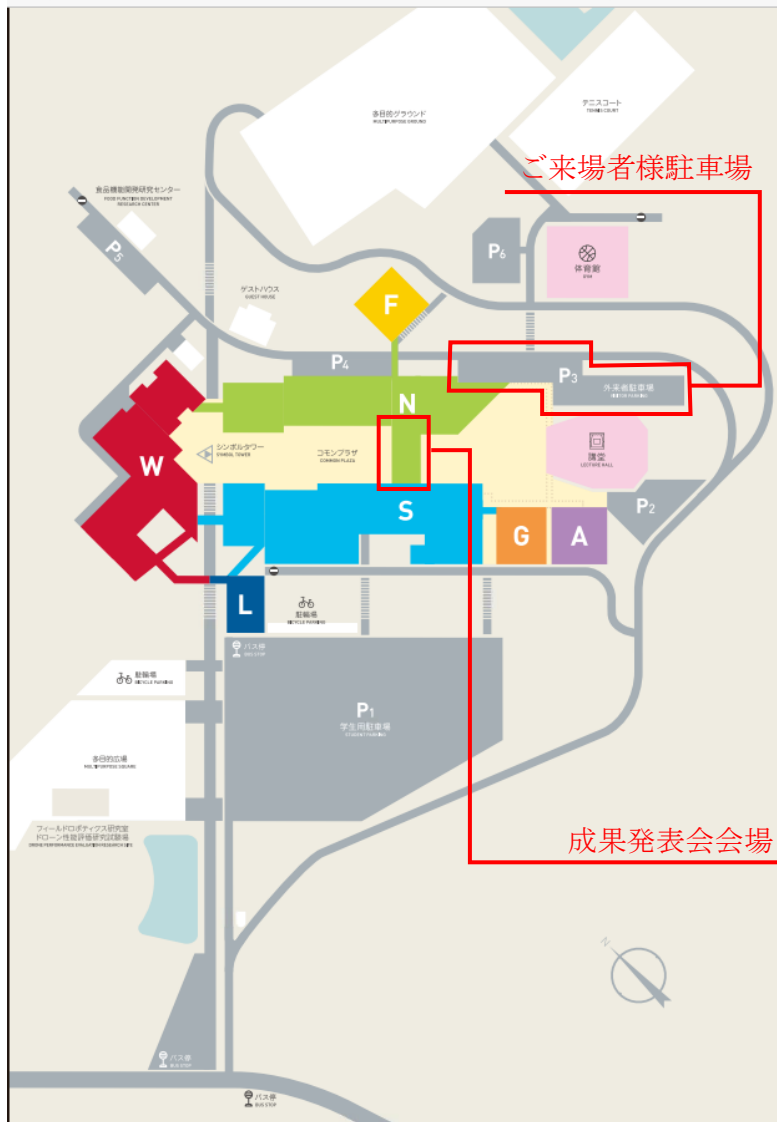 多目的グラウンド
MULTIPURPOSE GROUND
テニスコート
TENNIS COURT
ご来場者様駐車場
食品機能開発研究センター
FOOD FUNCTION DEVELOPMENT
RESEARCH CENTER
P5
P6
体育館
GYM
ゲストハウス
GUEST HOUSE
F
P4
P3
外来者駐車場
VISITOR PARKING
N
W
シンボルタワー
SYMBOL TOWER
コモンプラザ
COMMON PLAZA
講堂
LECTURE HALL
S
P2
G
A
L
駐輪場
BICYCLE PARKING
バス停
BUS STOP
駐輪場
BICYCLE PARKING
P1
学生用駐車場
STUDENT PARKING
多目的広場
MULTIPURPOSE SQUARE
フィールドロボティクス研究室
ドローン性能評価研究試験場
DRONE PERFORMANCE EVALUATION RESEARCH SITE
成果発表会会場
N
バス停
BUS STOP
バス停
BUS STOP